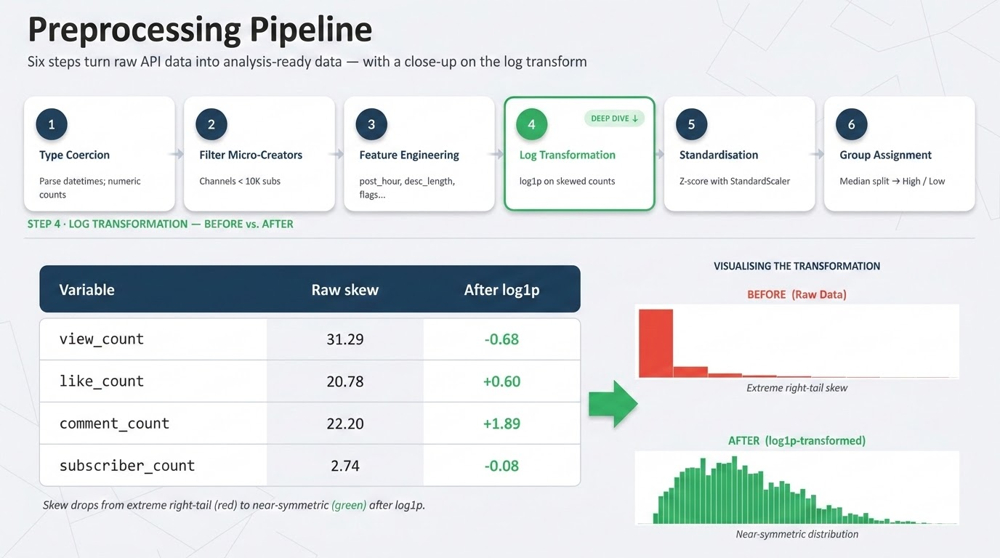 Preprocessing Pipeline
Six steps turn raw API data into analysis-ready data — with a close-up on the log transform
1
Type Coercion
Parse datetimes; numeric
counts
2
Filter Micro-Creators
Channels < 10K subs
3
Feature Engineering
post_hour, desc_length,
flags...
4
DEEP DIVE ↓
Log Transformation
log1p on skewed counts
5
Standardisation
Z-score with StandardScaler
6
Group Assignment
Median split → High / Low
STEP 4 · LOG TRANSFORMATION — BEFORE vs. AFTER
Variable Raw skew After log1p
view_count 31.29 -0.68
like_count 20.78 +0.60
comment_count 22.20 +1.89
subscriber_count 2.74 -0.08
Skew drops from extreme right-tail (red) to near-symmetric (green) after log1p.
VISUALISING THE TRANSFORMATION
BEFORE (Raw Data)
Extreme right-tail skew
AFTER (log1p-transformed)
Near-symmetric distribution